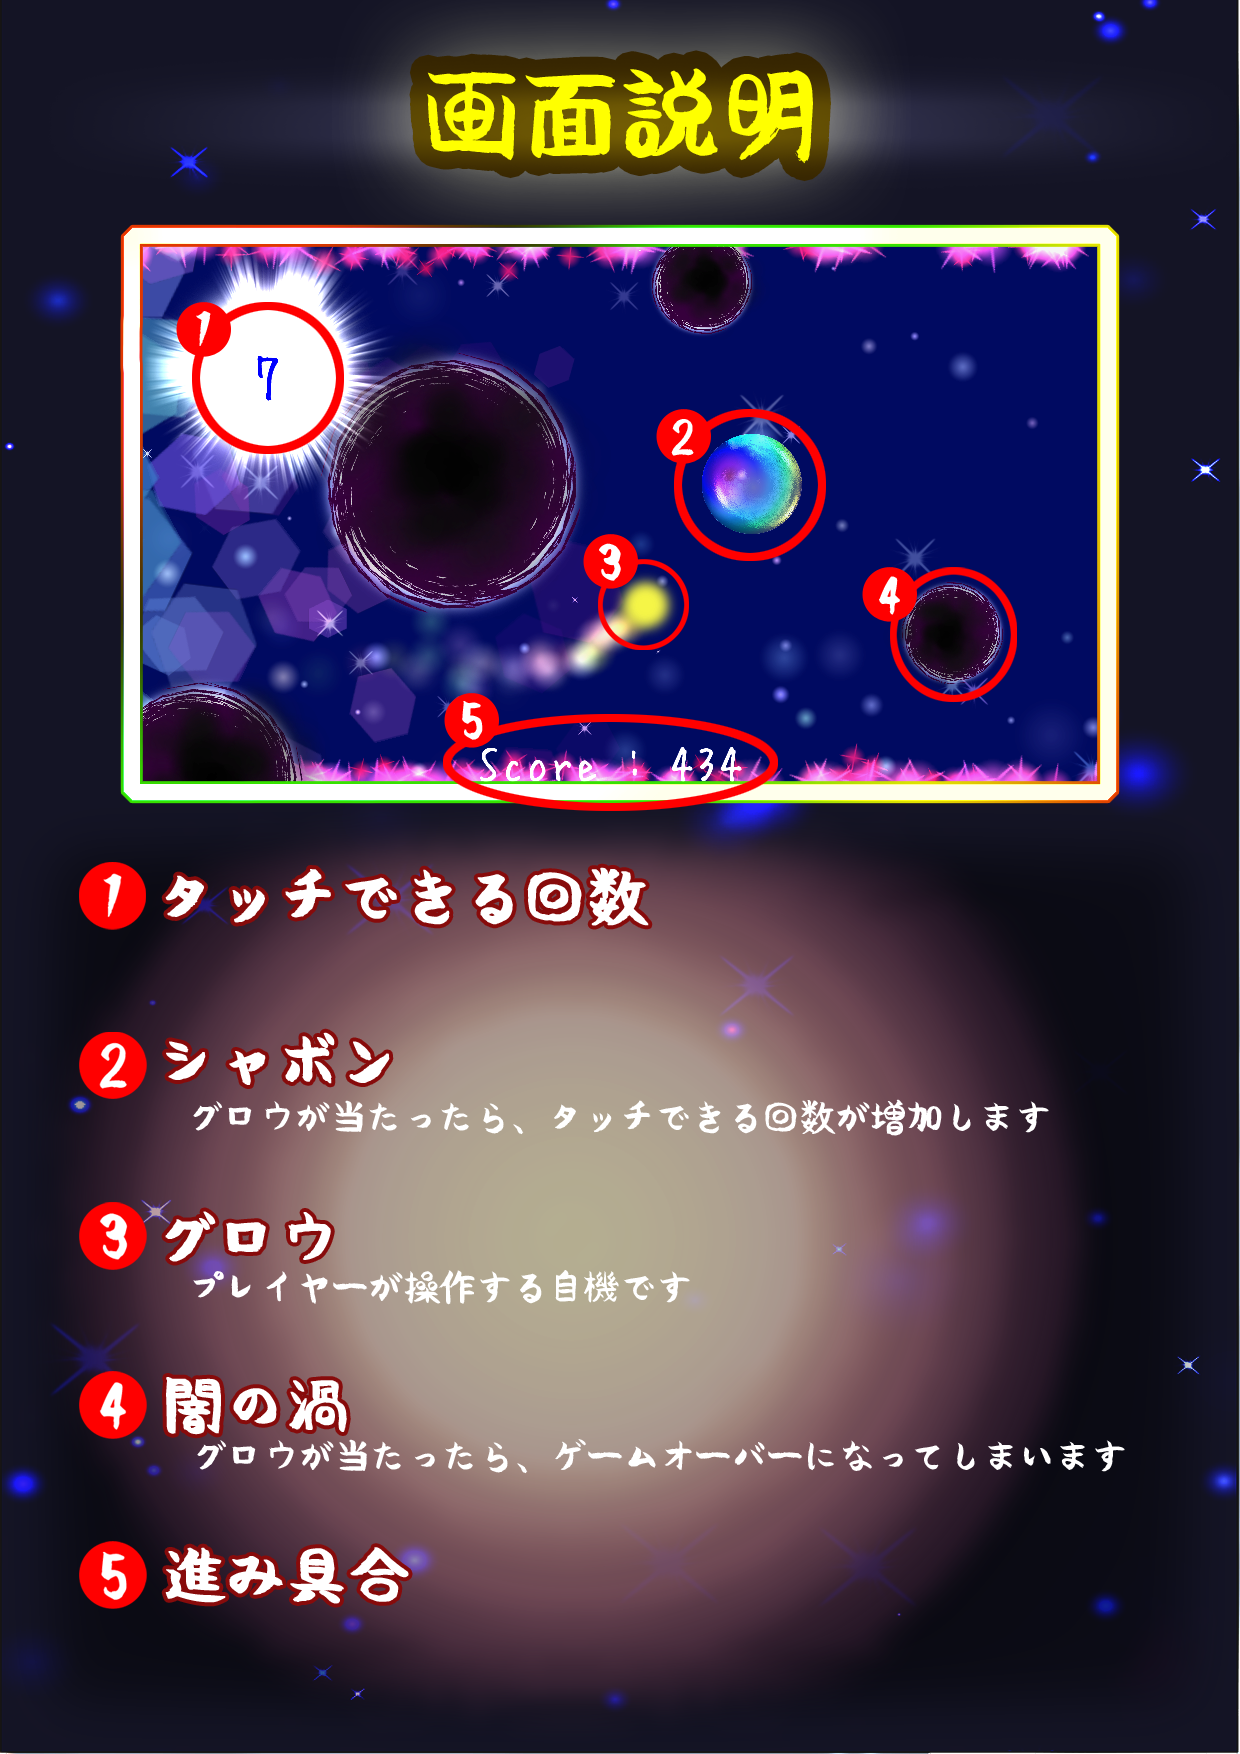 画面説明
1
7
2
3
4
5
Score : 434
1 タッチできる回数
2 シャボン
グロウが当たったら、タッチできる回数が増加します
3 グロウ
プレイヤーが操作する自機です
4 闇の渦
グロウが当たったら、ゲームオーバーになってしまいます
5 進み具合